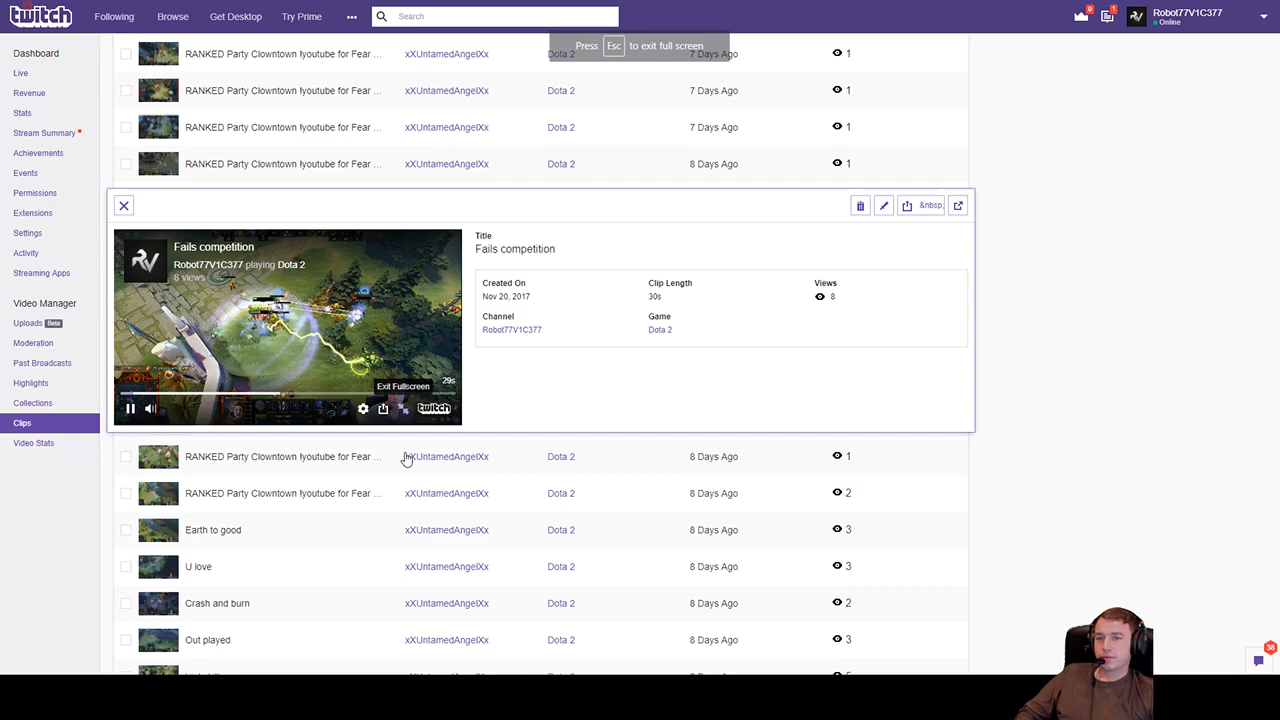 twitch
Following
Browse
Get Desktop
Try Prime
Search
Robot77V1C377
Online
Press Esc to exit full screen
Dashboard
Live
Revenue
Stats
Stream Summary
Achievements
Events
Permissions
Extensions
Settings
Activity
Streaming Apps
Video Manager
Uploads Beta
Moderation
Past Broadcasts
Highlights
Collections
Clips
Video Stats
RANKED Party Clowntown !youtube for Fear ... xXUntamedAngelXx Dota 2 7 Days Ago 1
RANKED Party Clowntown !youtube for Fear ... xXUntamedAngelXx Dota 2 7 Days Ago 1
RANKED Party Clowntown !youtube for Fear ... xXUntamedAngelXx Dota 2 7 Days Ago 1
RANKED Party Clowntown !youtube for Fear ... xXUntamedAngelXx Dota 2 8 Days Ago 1
&nbsp;
Fails competition
Robot77V1C377 playing Dota 2
8 views
Exit Fullscreen
29s
twitch
Title
Fails competition
Created On Clip Length Views
Nov 20, 2017 30s 8
Channel Game
Robot77V1C377 Dota 2
RANKED Party Clowntown !youtube for Fear ... xXUntamedAngelXx Dota 2 8 Days Ago 1
RANKED Party Clowntown !youtube for Fear ... xXUntamedAngelXx Dota 2 8 Days Ago 2
Earth to good xXUntamedAngelXx Dota 2 8 Days Ago 3
U love xXUntamedAngelXx Dota 2 8 Days Ago 3
Crash and burn xXUntamedAngelXx Dota 2 8 Days Ago 2
Out played xXUntamedAngelXx Dota 2 8 Days Ago 3
38